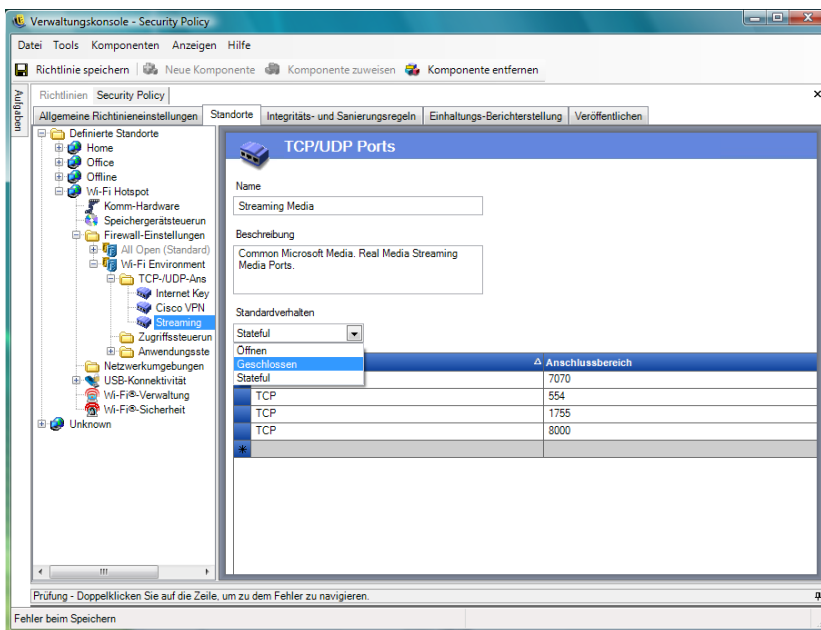 Verwaltungskonsole - Security Policy
Datei Tools Komponenten Anzeigen Hilfe
Richtlinie speichern Neue Komponente Komponente zuweisen Komponente entfernen
Aufgaben
Richtlinien Security Policy
Allgemeine Richtinieneinstellungen Standorte Integritäts- und Sanierungsregeln Einhaltungs-Berichterstellung Veröffentlichen
Definierte Standorte
Home
Office
Offline
Wi-Fi Hotspot
Komm-Hardware
Speichergerätsteuerun
Firewall-Einstellungen
All Open (Standard)
Wi-Fi Environment
TCP-/UDP-Ans
Internet Key
Cisco VPN
Streaming
Zugriffssteuerun
Anwendungsste
Netzwerkumgebungen
USB-Konnektivität
Wi-Fi®-Verwaltung
Wi-Fi®-Sicherheit
Unknown
TCP/UDP Ports
Name
Streaming Media
Beschreibung
Common Microsoft Media. Real Media Streaming
Media Ports.
Standardverhalten
Stateful
Öffnen
Geschlossen
Stateful
Anschlussbereich
7070
TCP 554
TCP 1755
TCP 8000
Prüfung - Doppelklicken Sie auf die Zeile, um zu dem Fehler zu navigieren.
Fehler beim Speichern